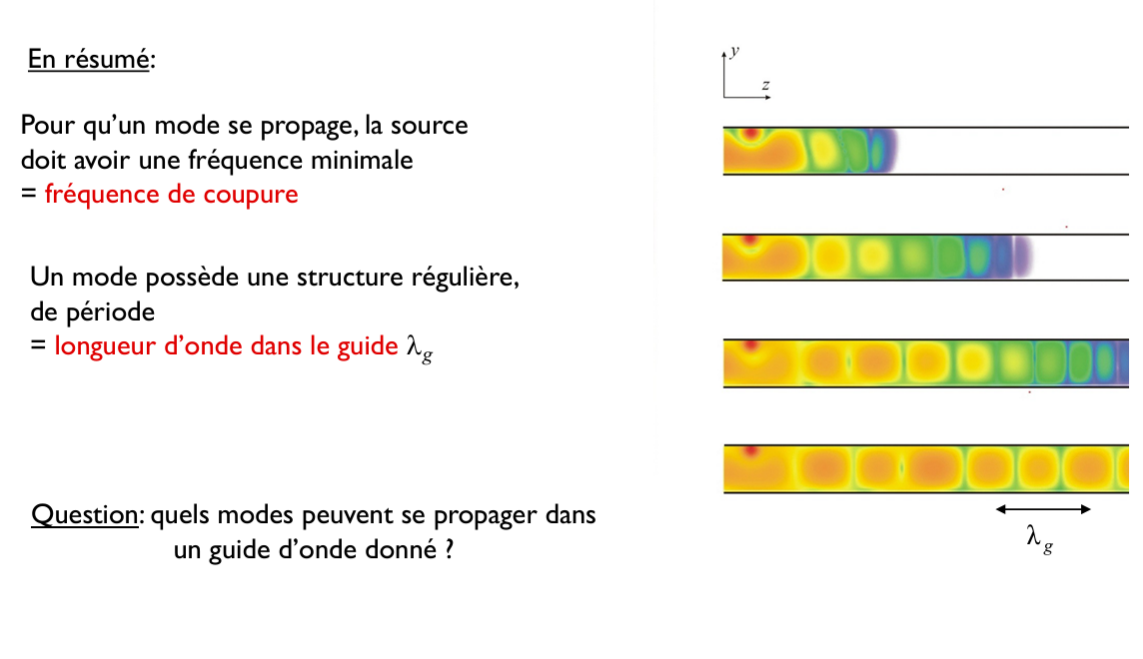 En résumé:
Pour qu’un mode se propage, la source
doit avoir une fréquence minimale
= fréquence de coupure
Un mode possède une structure régulière,
de période
= longueur d’onde dans le guide λg
Question: quels modes peuvent se propager dans
un guide d’onde donné ?
y
z
λg